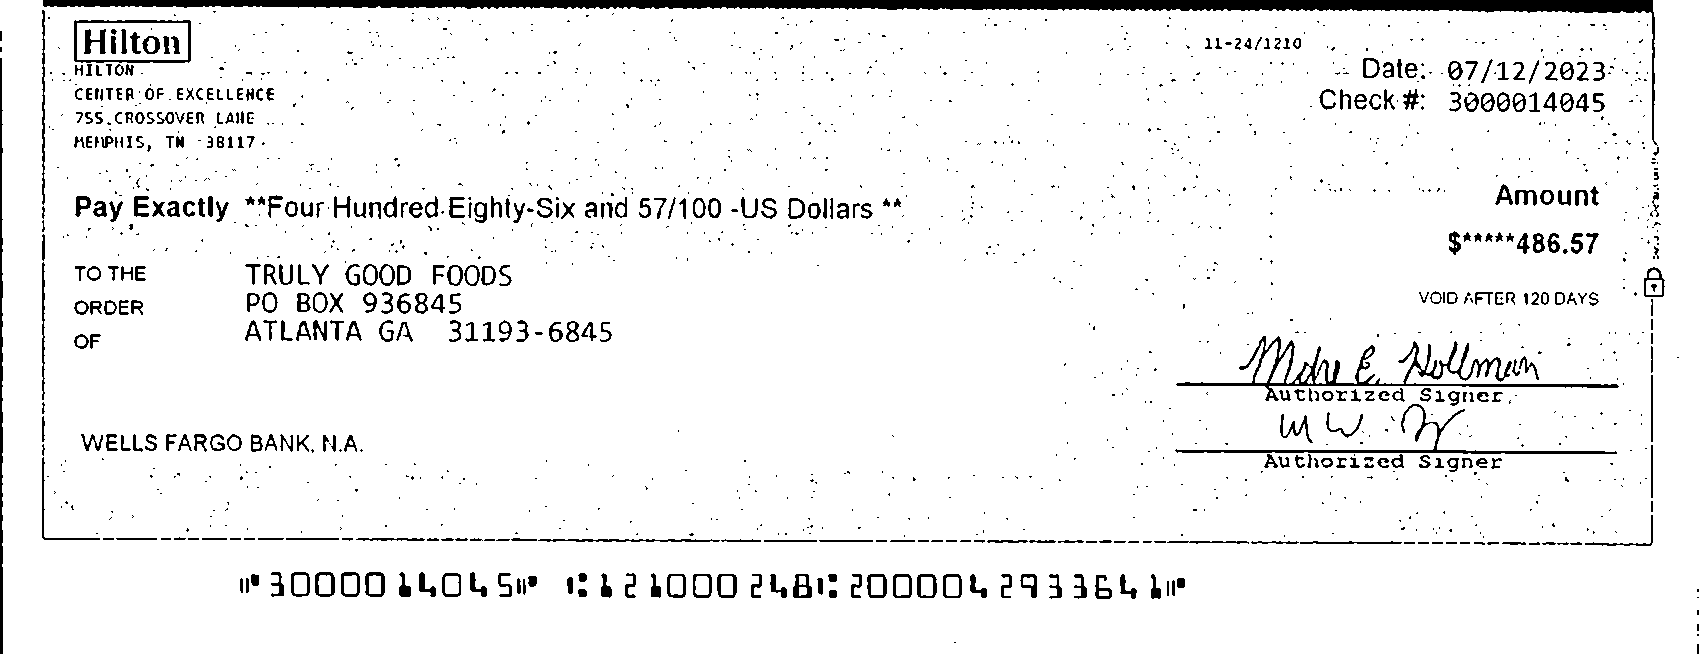 Hilton
HILTON
CENTER OF EXCELLENCE
755 CROSSOVER LANE
MEMPHIS, TN 38117
11-24/1210
Date: 07/12/2023
Check #: 3000014045
Pay Exactly **Four Hundred Eighty-Six and 57/100 -US Dollars **
Amount
$*****486.57
TO THE ORDER OF
TRULY GOOD FOODS
PO BOX 936845
ATLANTA GA 31193-6845
VOID AFTER 120 DAYS
E. Hollman
Authorized Signer
Authorized Signer
WELLS FARGO BANK, N.A.
⑈3000014045⑈ ⑆121000248⑆2000042933641⑈